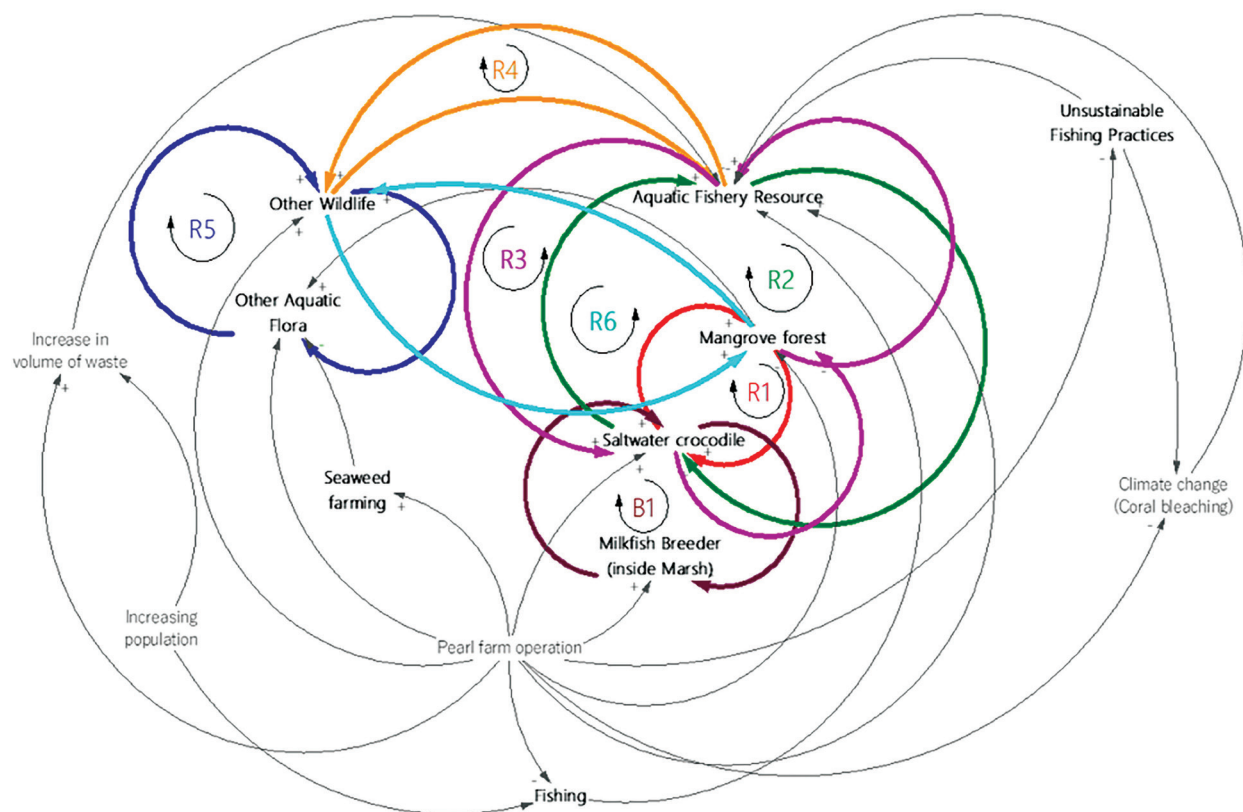 R4
Unsustainable
Fishing Practices
Other Wildlife
Aquatic Fishery Resource
R5
R3
R2
Other Aquatic
Flora
R6
Increase in
volume of waste
Mangrove forest
R1
Saltwater crocodile
Seaweed
farming
Climate change
(Coral bleaching)
B1
Milkfish Breeder
(inside Marsh)
Increasing
population
Pearl farm operation
Fishing